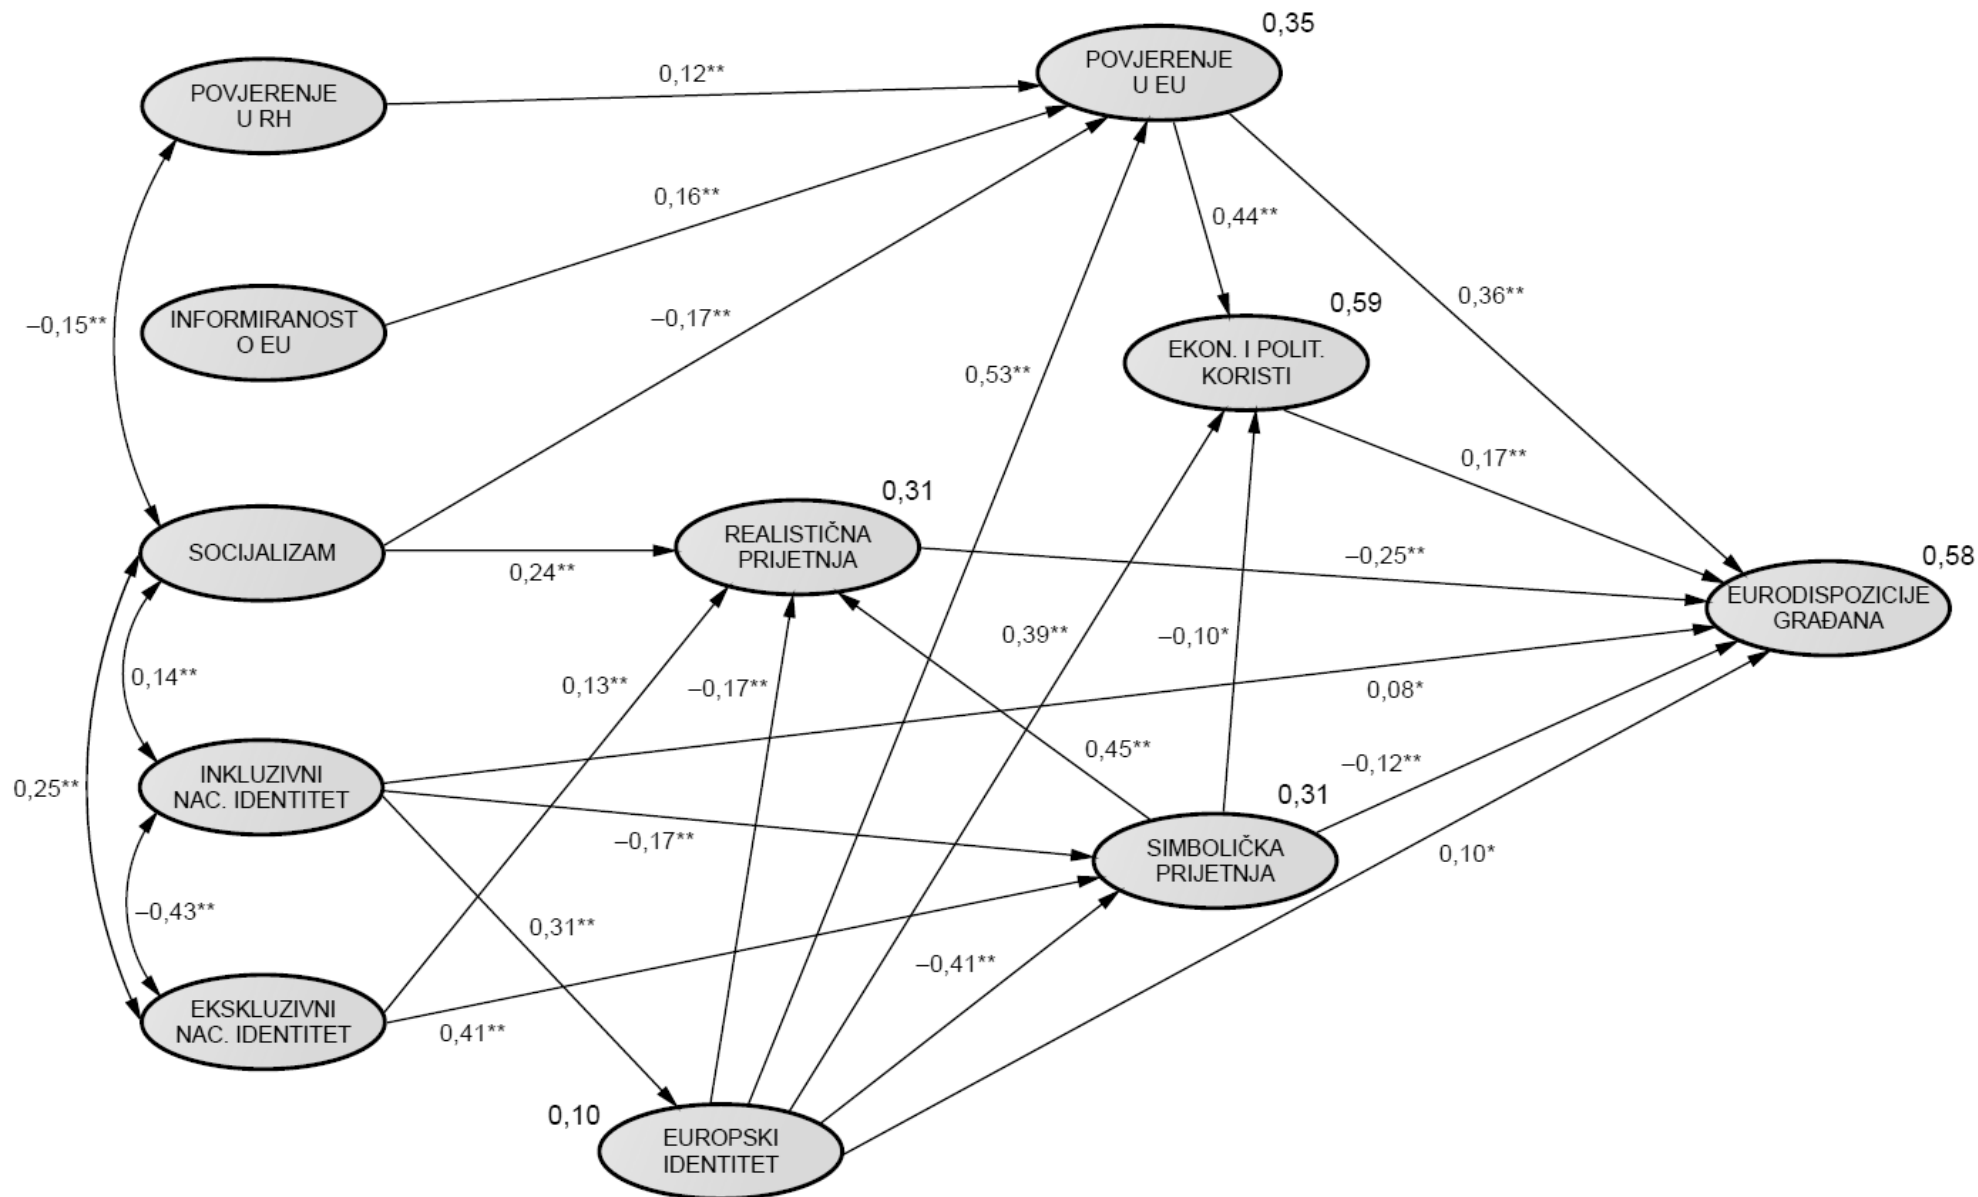 0,35
POVJERENJE
U EU
POVJERENJE
U RH
0,12**
0,16**
0,44**
INFORMIRANOST
O EU
–0,15**
–0,17**
0,36**
0,59
EKON. I POLIT.
KORISTI
0,53**
0,17**
0,31
REALISTIČNA
PRIJETNJA
SOCIJALIZAM
0,24**
–0,25**
0,58
EURODISPOZICIJE
GRAĐANA
0,39**
–0,10*
0,14**
0,13**
–0,17**
0,08*
0,45**
–0,12**
0,25**
INKLUZIVNI
NAC. IDENTITET
0,31
SIMBOLIČKA
PRIJETNJA
–0,17**
0,10*
–0,43**
0,31**
–0,41**
EKSKLUZIVNI
NAC. IDENTITET
0,41**
0,10
EUROPSKI
IDENTITET